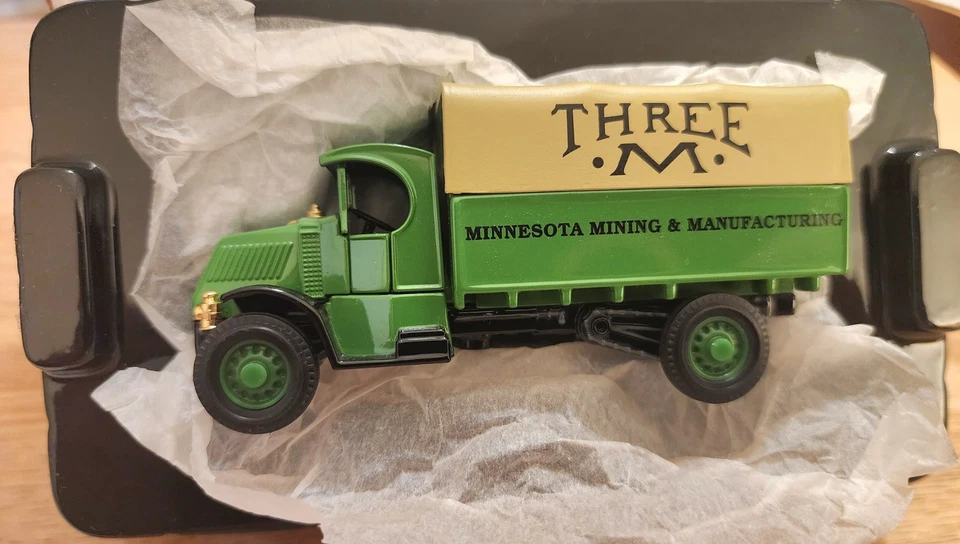 THREE
• M •
MINNESOTA MINING & MANUFACTURING